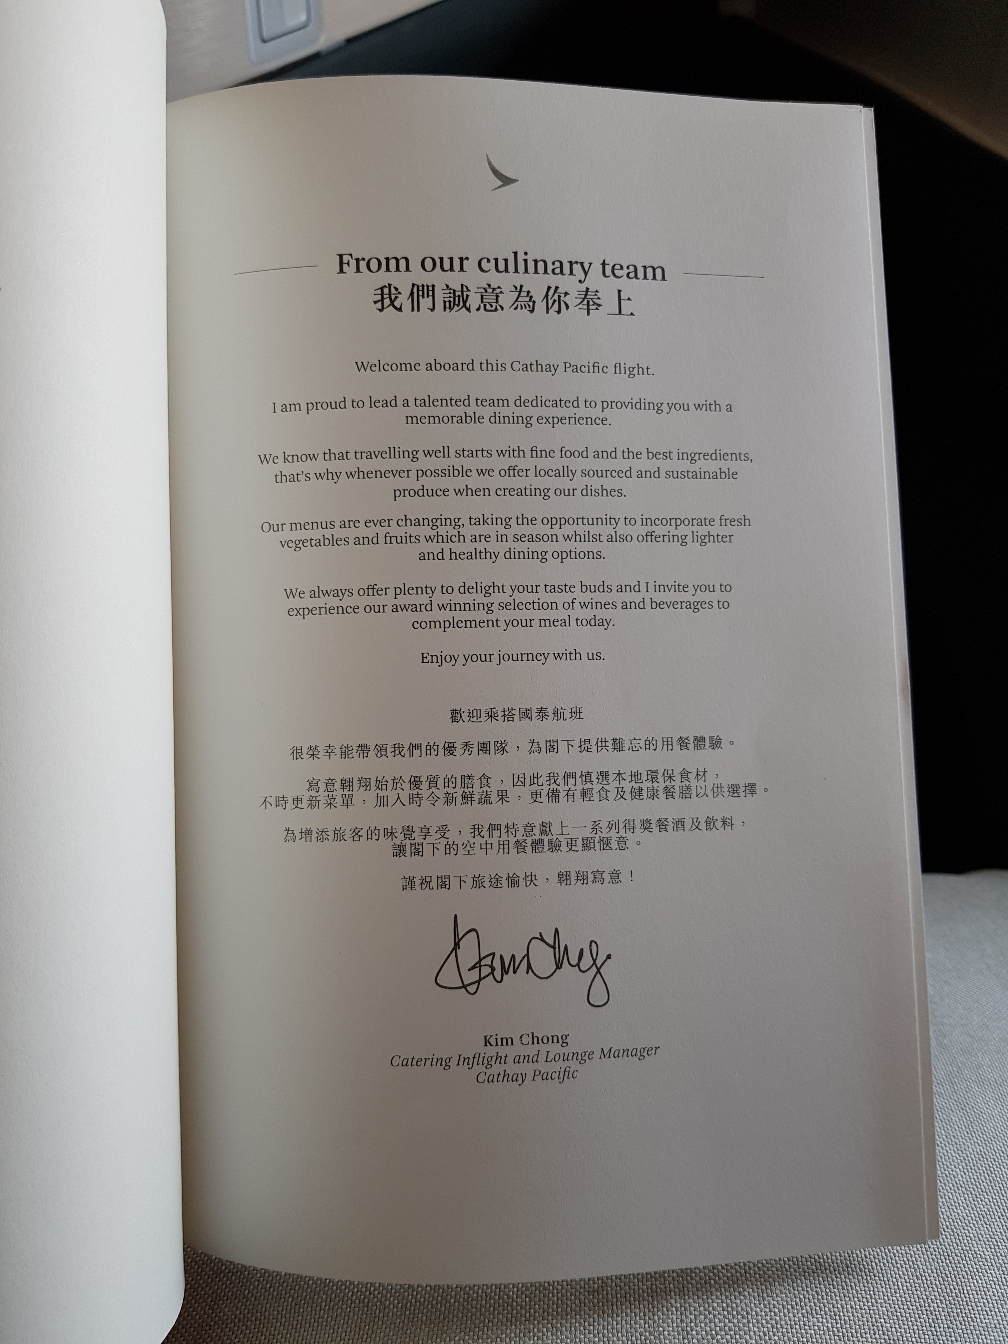 From our culinary team
我們誠意為你奉上
Welcome aboard this Cathay Pacific flight.
I am proud to lead a talented team dedicated to providing you with a
memorable dining experience.
We know that travelling well starts with fine food and the best ingredients,
that's why whenever possible we offer locally sourced and sustainable
produce when creating our dishes.
Our menus are ever changing, taking the opportunity to incorporate fresh
vegetables and fruits which are in season whilst also offering lighter
and healthy dining options.
We always offer plenty to delight your taste buds and I invite you to
experience our award winning selection of wines and beverages to
complement your meal today.
Enjoy your journey with us.
歡迎乘搭國泰航班
很榮幸能帶領我們的優秀團隊，為閣下提供難忘的用餐體驗。
寫意翱翔始於優質的膳食，因此我們慎選本地環保食材，
不時更新菜單，加入時令新鮮蔬果，更備有輕食及健康餐膳以供選擇。
為增添旅客的味覺享受，我們特意獻上一系列得獎餐酒及飲料，
讓閣下的空中用餐體驗更顯愜意。
謹祝閣下旅途愉快，翱翔寫意！
Kim Chong
Kim Chong
Catering Inflight and Lounge Manager
Cathay Pacific